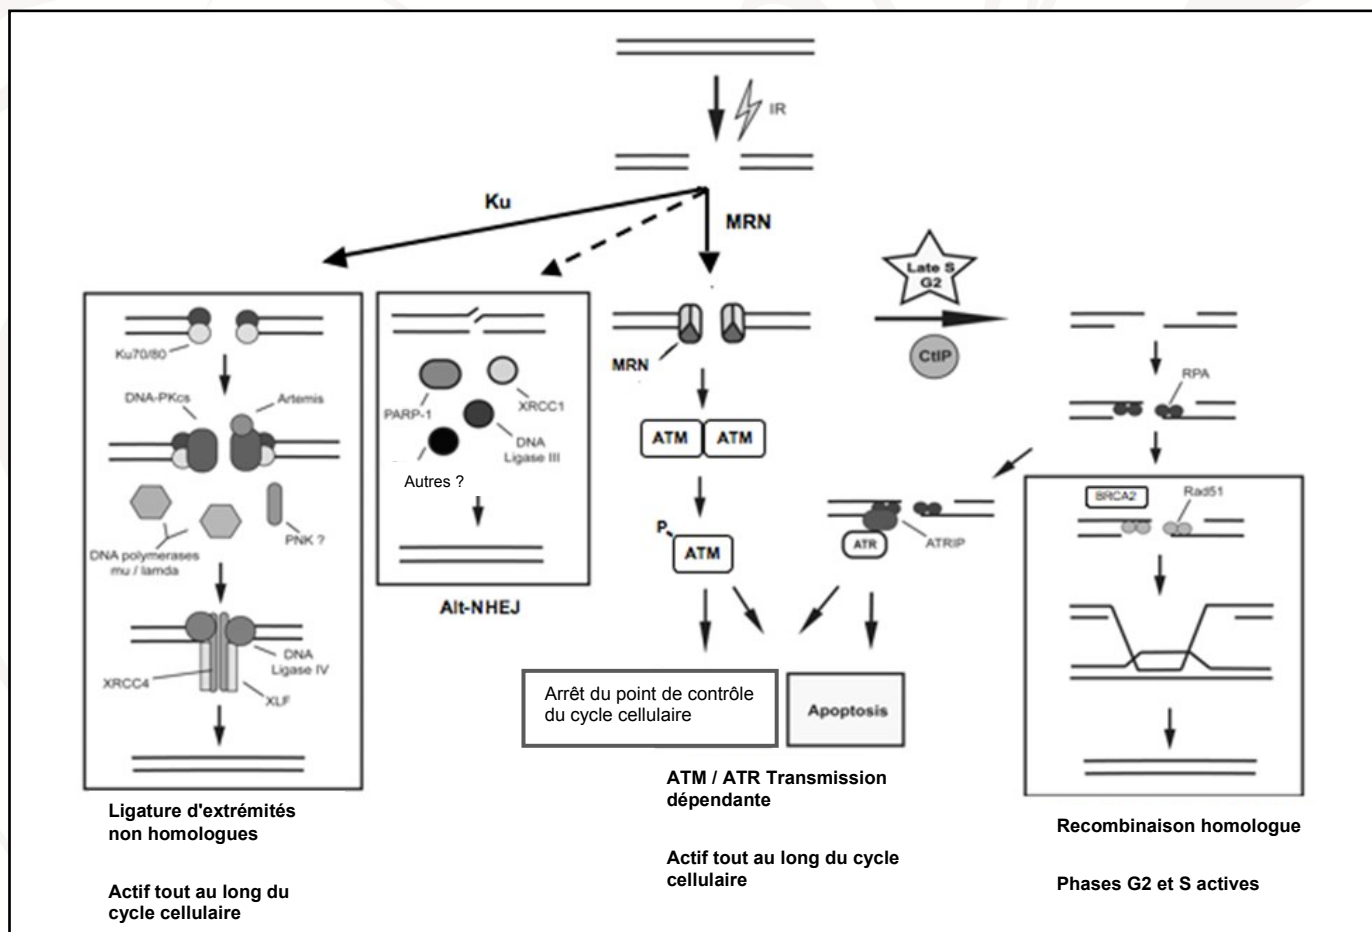 IR
Ku
MRN
Late S
G2
CtIP
Ku70/80
DNA-PKcs
Artemis
DNA polymerases
mu / lamda
PNK ?
XRCC4
DNA
Ligase IV
XLF
Ligature d'extrémités
non homologues
Actif tout au long du
cycle cellulaire
PARP-1
XRCC1
DNA
Ligase III
Autres ?
Alt-NHEJ
MRN
ATM
ATM
P
ATM
ATR
ATRIP
Arrêt du point de contrôle
du cycle cellulaire
Apoptosis
ATM / ATR Transmission
dépendante
Actif tout au long du cycle
cellulaire
RPA
BRCA2
Rad51
Recombinaison homologue
Phases G2 et S actives